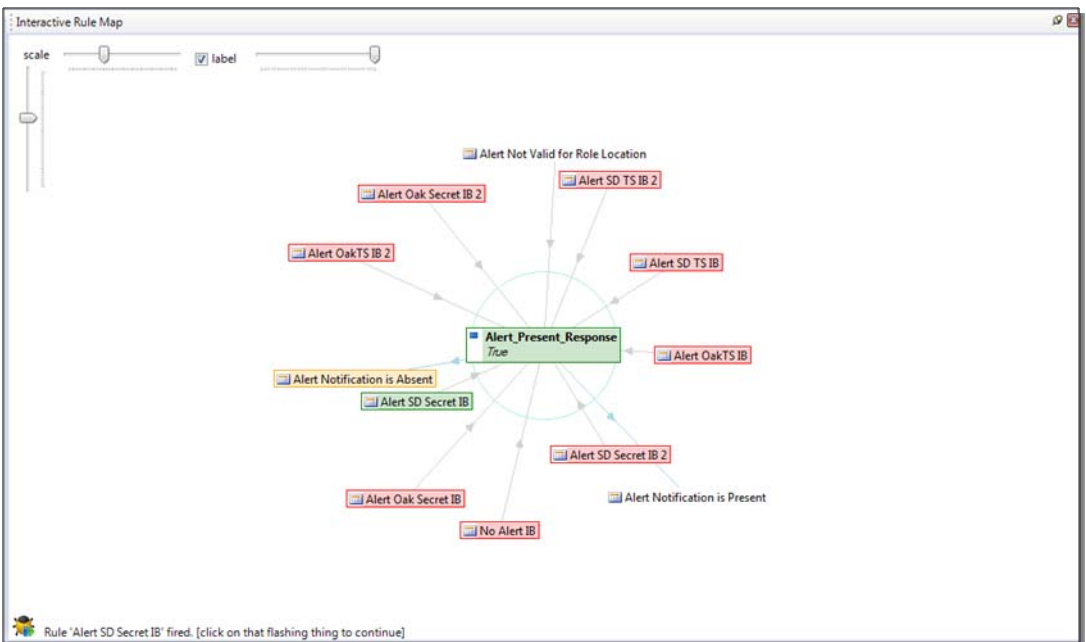 Interactive Rule Map
scale
label
Alert Not Valid for Role Location
Alert SD TS IB 2
Alert Oak Secret IB 2
Alert OakTS IB 2
Alert SD TS IB
Alert_Present_Response
True
Alert OakTS IB
Alert Notification is Absent
Alert SD Secret IB
Alert SD Secret IB 2
Alert Oak Secret IB
Alert Notification is Present
No Alert IB
Rule 'Alert SD Secret IB' fired. [click on that flashing thing to continue]